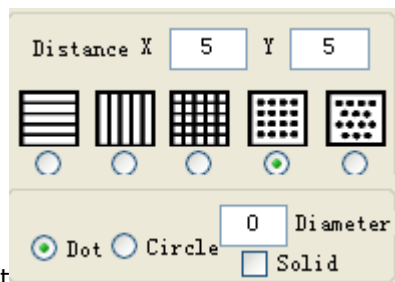 Distance X 5 Y 5
0 Diameter
Dot Circle
Solid
t